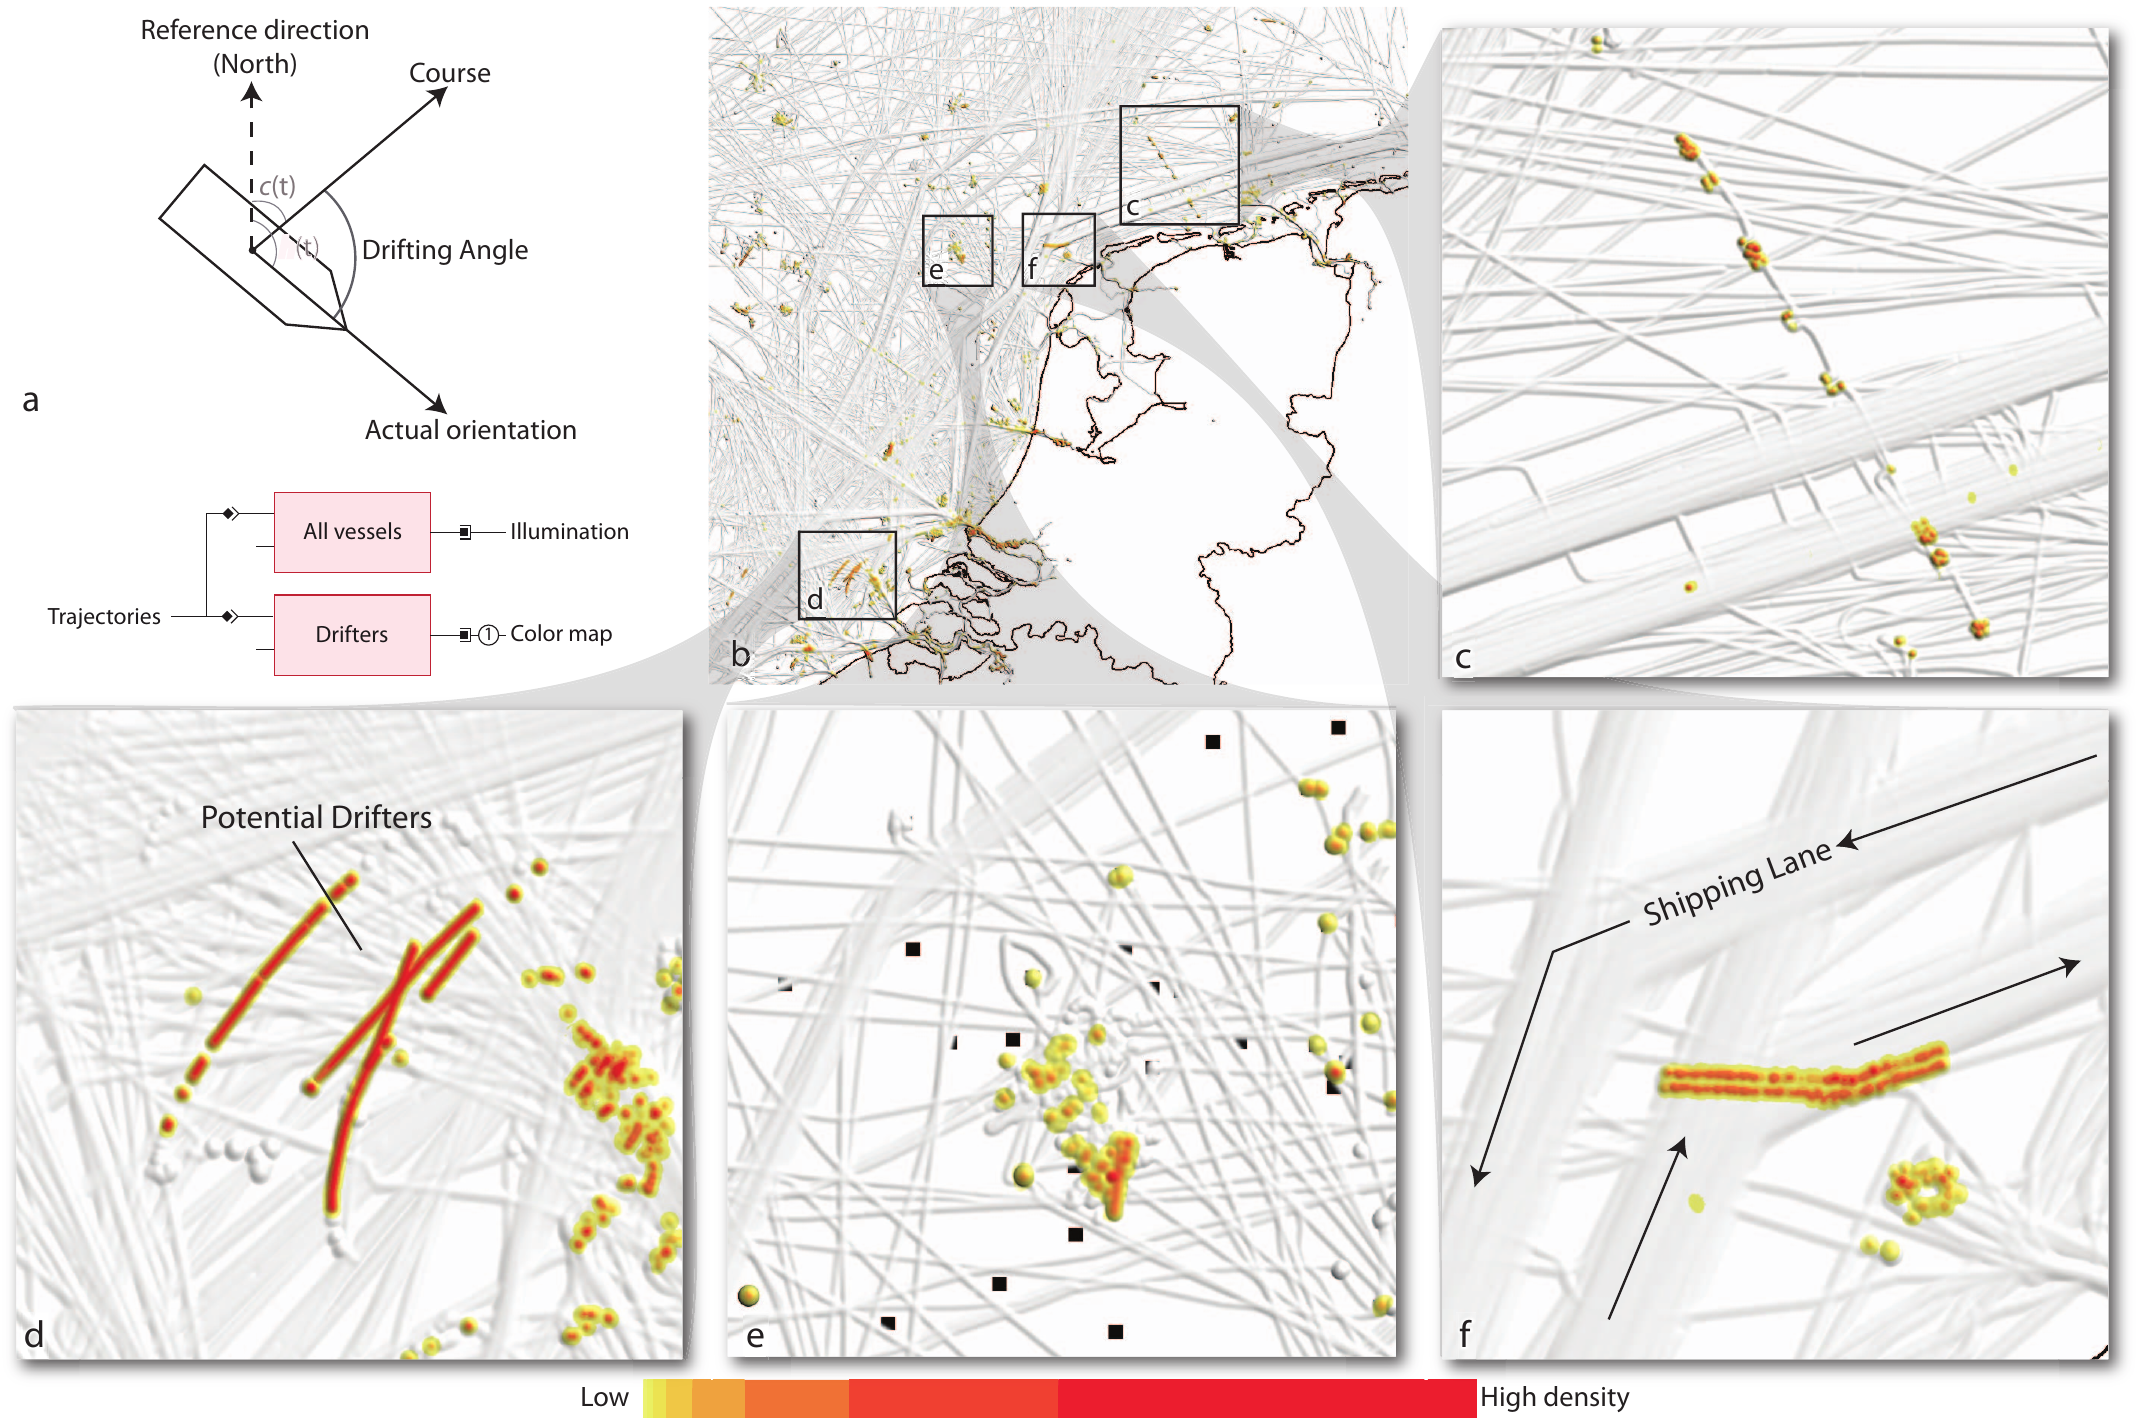 Reference direction
(North)
Course
c(t)
(t)
Drifting Angle
a
Actual orientation
All vessels
Illumination
Trajectories
Drifters
1
Color map
b
c
d
e
f
c
Potential Drifters
d
e
Shipping Lane
f
Low
High density